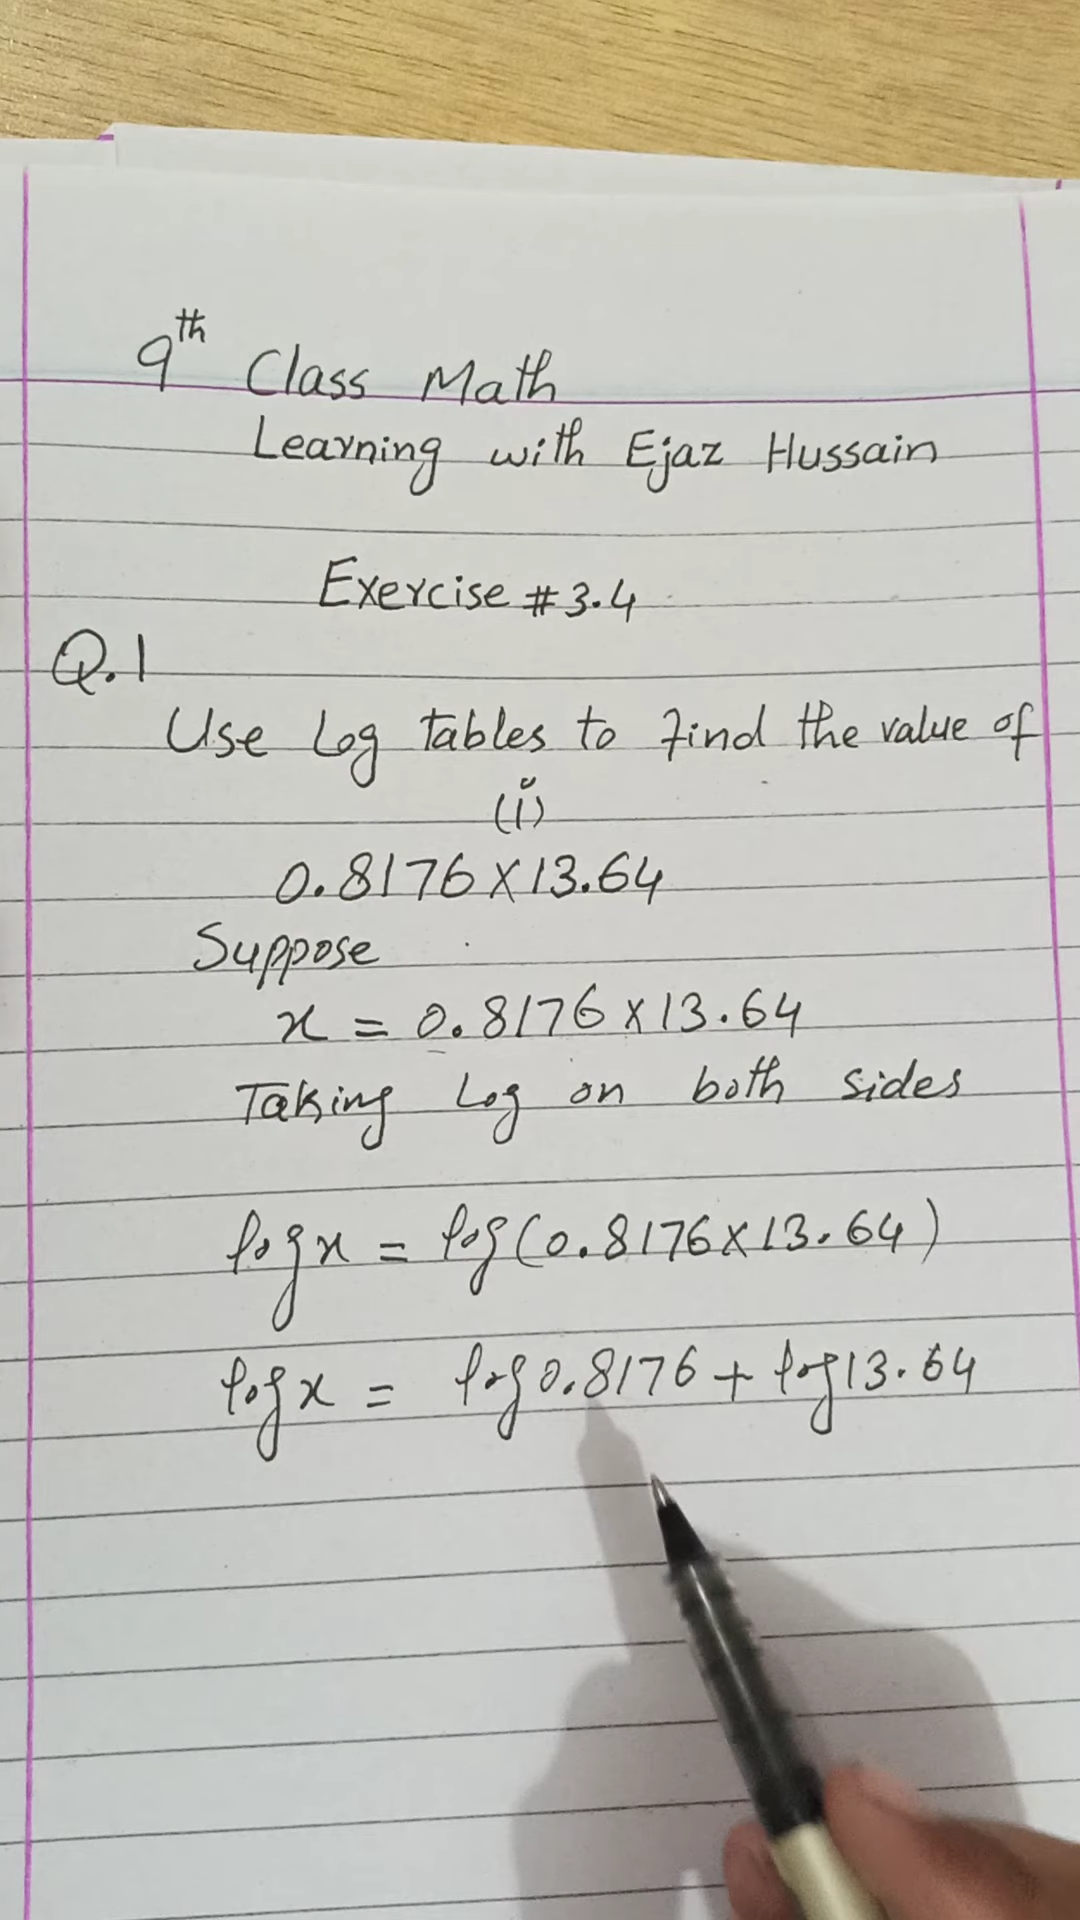 9th Class Math
Learning with Ejaz Hussain
Exercise # 3.4
Q.1
Use Log tables to find the value of
(i)
0.8176 × 13.64
Suppose
x = 0.8176 × 13.64
Taking Log on both sides
log x = log (0.8176 × 13.64)
log x = log 0.8176 + log 13.64